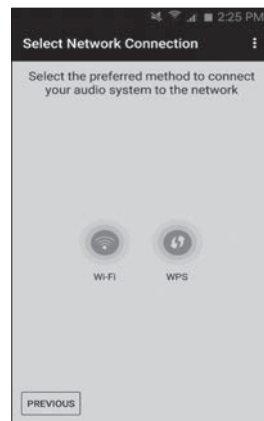 2:25 PM
Select Network Connection
Select the preferred method to connect
your audio system to the network
Wi-Fi
WPS
PREVIOUS